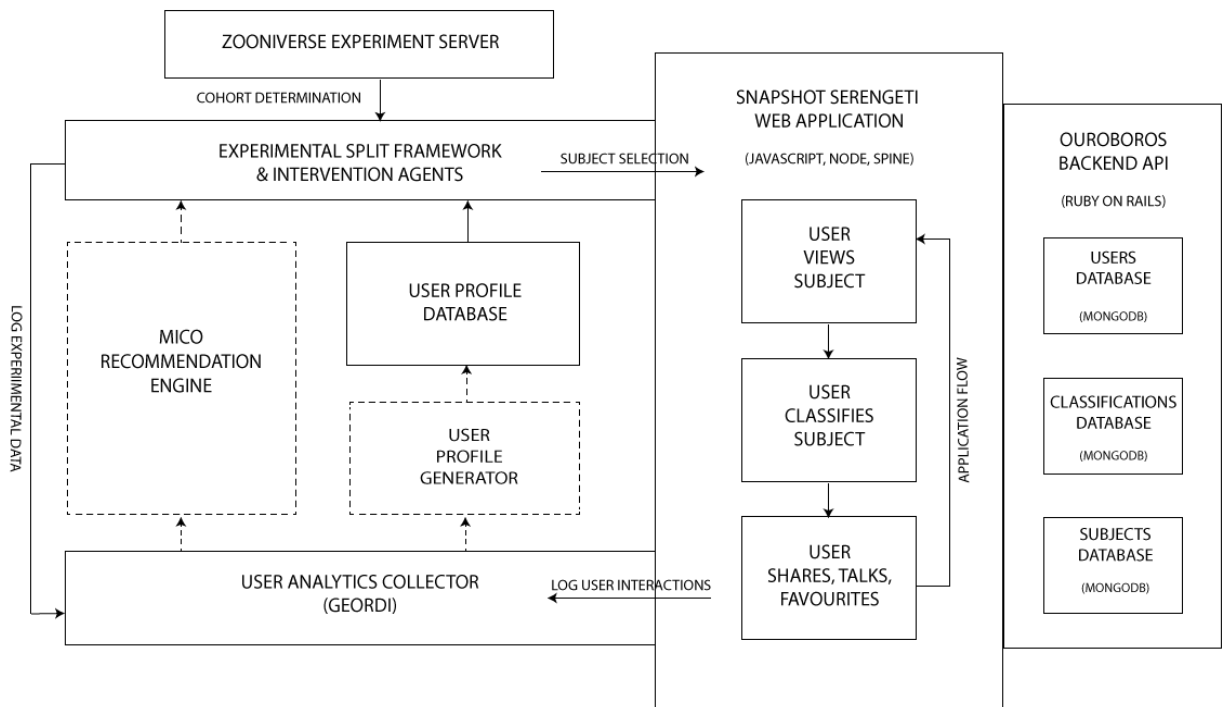 ZOONIVERSE EXPERIMENT SERVER
COHORT DETERMINATION
EXPERIMENTAL SPLIT FRAMEWORK
& INTERVENTION AGENTS
SUBJECT SELECTION
LOG EXPERIIMENTAL DATA
MICO
RECOMMENDATION
ENGINE
USER PROFILE
DATABASE
USER
PROFILE
GENERATOR
USER ANALYTICS COLLECTOR
(GEORDI)
LOG USER INTERACTIONS
SNAPSHOT SERENGETI
WEB APPLICATION
(JAVASCRIPT, NODE, SPINE)
USER
VIEWS
SUBJECT
USER
CLASSIFIES
SUBJECT
USER
SHARES, TALKS,
FAVOURITES
APPLICATION FLOW
OUROBOROS
BACKEND API
(RUBY ON RAILS)
USERS
DATABASE
(MONGODB)
CLASSIFICATIONS
DATABASE
(MONGODB)
SUBJECTS
DATABASE
(MONGODB)